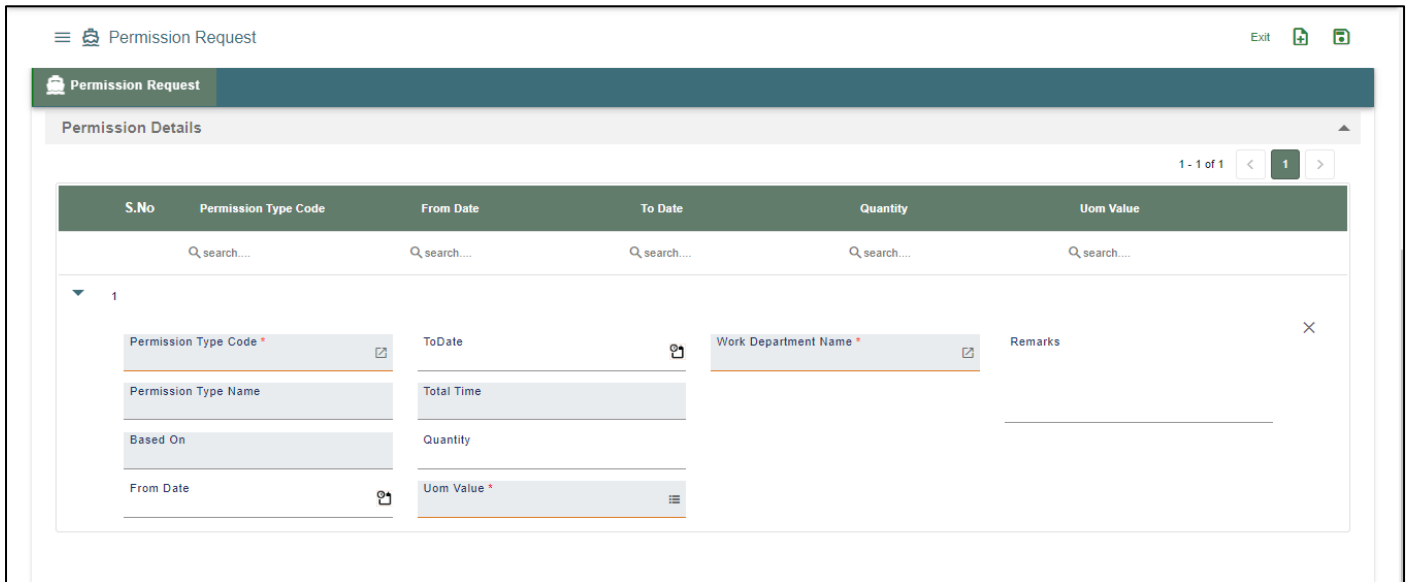 Permission Request
Exit
Permission Request
Permission Details
1 - 1 of 1 < 1 >
S.No Permission Type Code From Date To Date Quantity Uom Value
search.... search.... search.... search.... search....
1
Permission Type Code * ToDate Work Department Name * Remarks
Permission Type Name Total Time
Based On Quantity
From Date Uom Value *